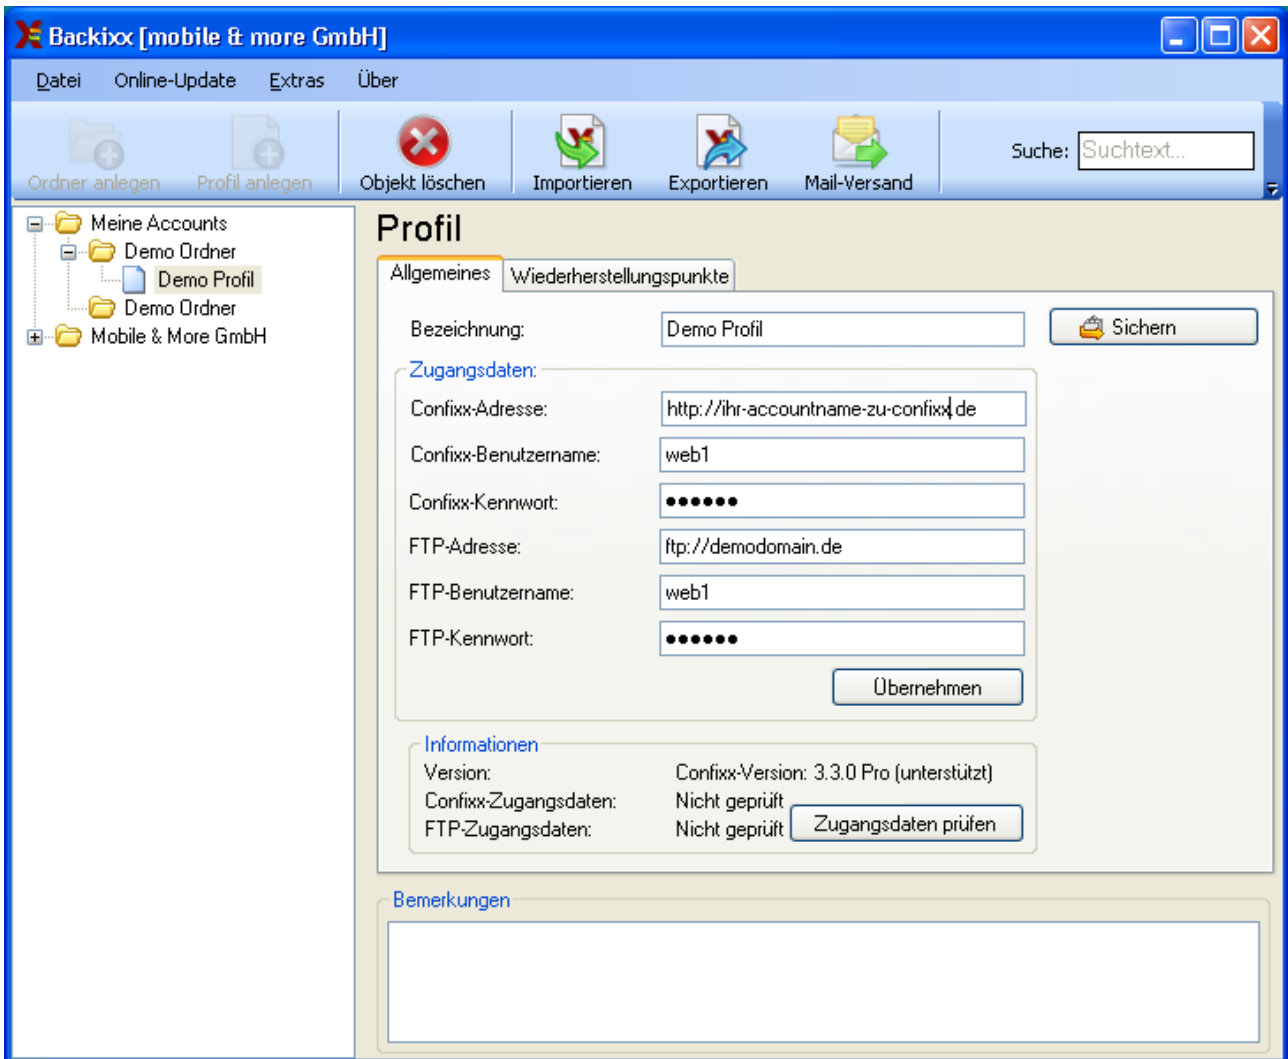 Backixx [mobile & more GmbH]
Datei Online-Update Extras Über
Ordner anlegen Profil anlegen Objekt löschen Importieren Exportieren Mail-Versand Suche: Suchtext...
Meine Accounts
Demo Ordner
Demo Profil
Demo Ordner
Mobile & More GmbH
Profil
Allgemeines Wiederherstellungspunkte
Bezeichnung: Demo Profil Sichern
Zugangsdaten:
Confixx-Adresse: http://ihr-accountname-zu-confixx.de
Confixx-Benutzername: web1
Confixx-Kennwort: ●●●●●●
FTP-Adresse: ftp://demodomain.de
FTP-Benutzername: web1
FTP-Kennwort: ●●●●●●
Übernehmen
Informationen
Version: Confixx-Version: 3.3.0 Pro (unterstützt)
Confixx-Zugangsdaten: Nicht geprüft
FTP-Zugangsdaten: Nicht geprüft Zugangsdaten prüfen
Bemerkungen